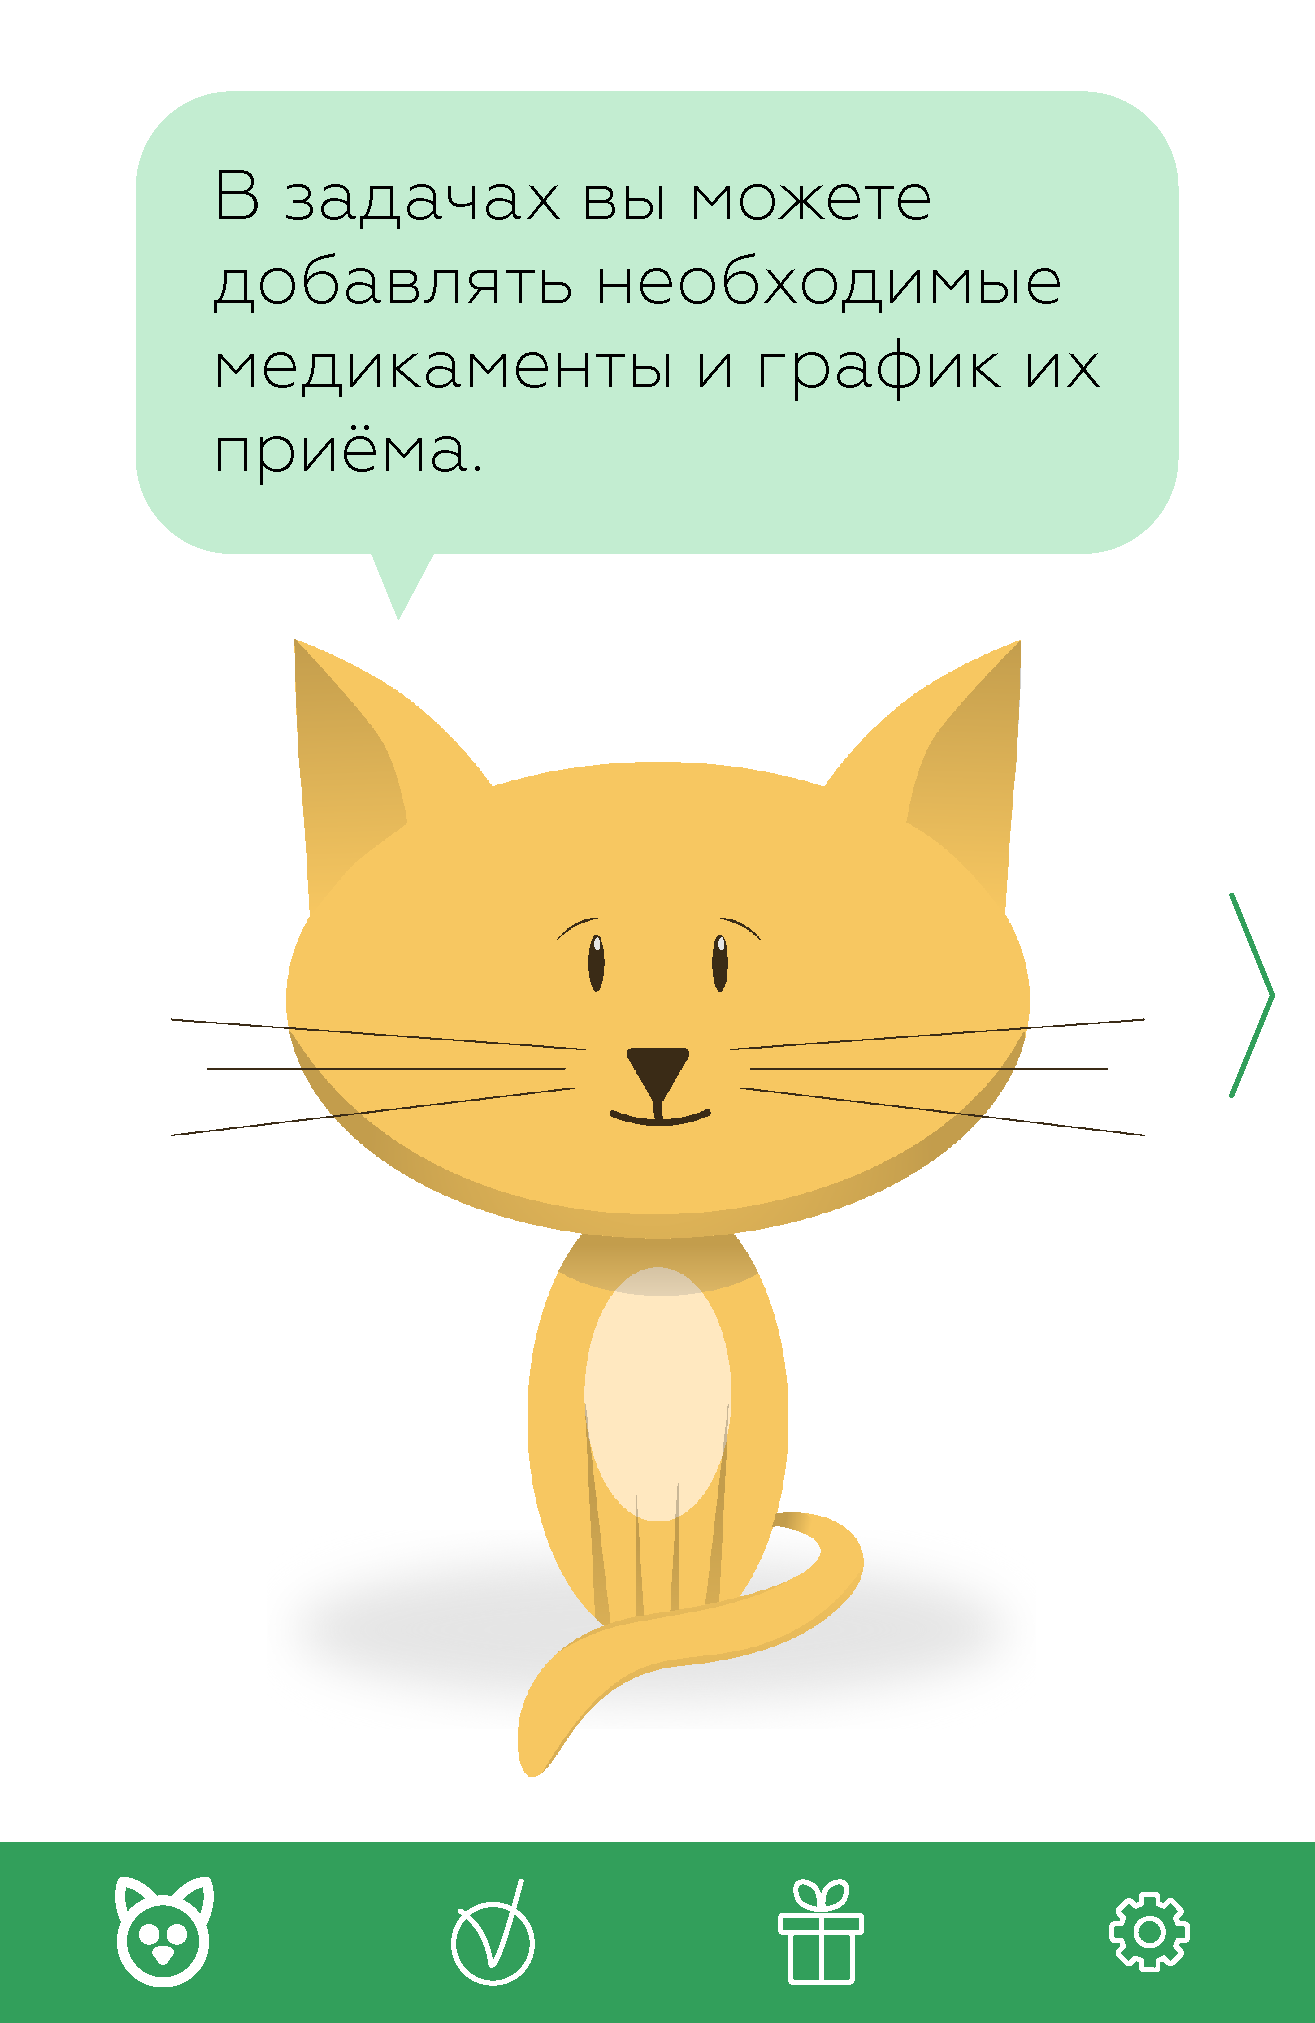 В задачах вы можете
добавлять необходимые
медикаменты и график их
приёма.